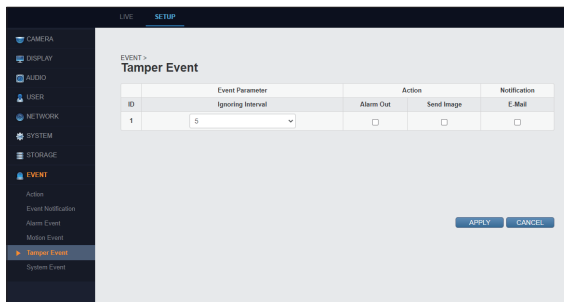 LIVE SETUP
CAMERA
DISPLAY
AUDIO
USER
NETWORK
SYSTEM
STORAGE
EVENT
Action
Event Notification
Alarm Event
Motion Event
Tamper Event
System Event
EVENT >
Tamper Event
Event Parameter Action Notification
ID Ignoring Interval Alarm Out Send Image E-Mail
1 5
APPLY CANCEL